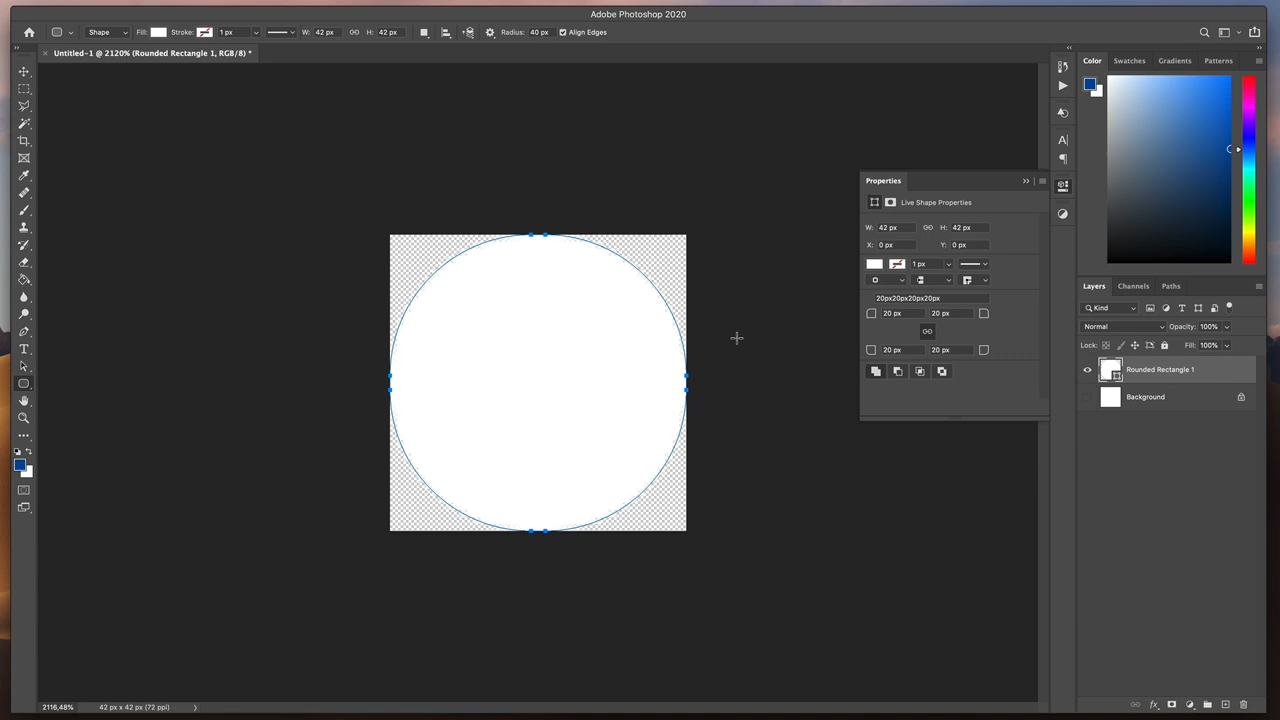 Adobe Photoshop 2020
Shape Fill: Stroke: 1 px W: 42 px H: 42 px Radius: 40 px Align Edges
Untitled-1 @ 2120% (Rounded Rectangle 1, RGB/8) *
Color Swatches Gradients Patterns
Properties
Live Shape Properties
W: 42 px H: 42 px
X: 0 px Y: 0 px
1 px
20px20px20px20px
20 px 20 px
20 px 20 px
Layers Channels Paths
Kind
Normal Opacity: 100%
Lock: Fill: 100%
Rounded Rectangle 1
Background
2116,48% 42 px x 42 px (72 ppi)